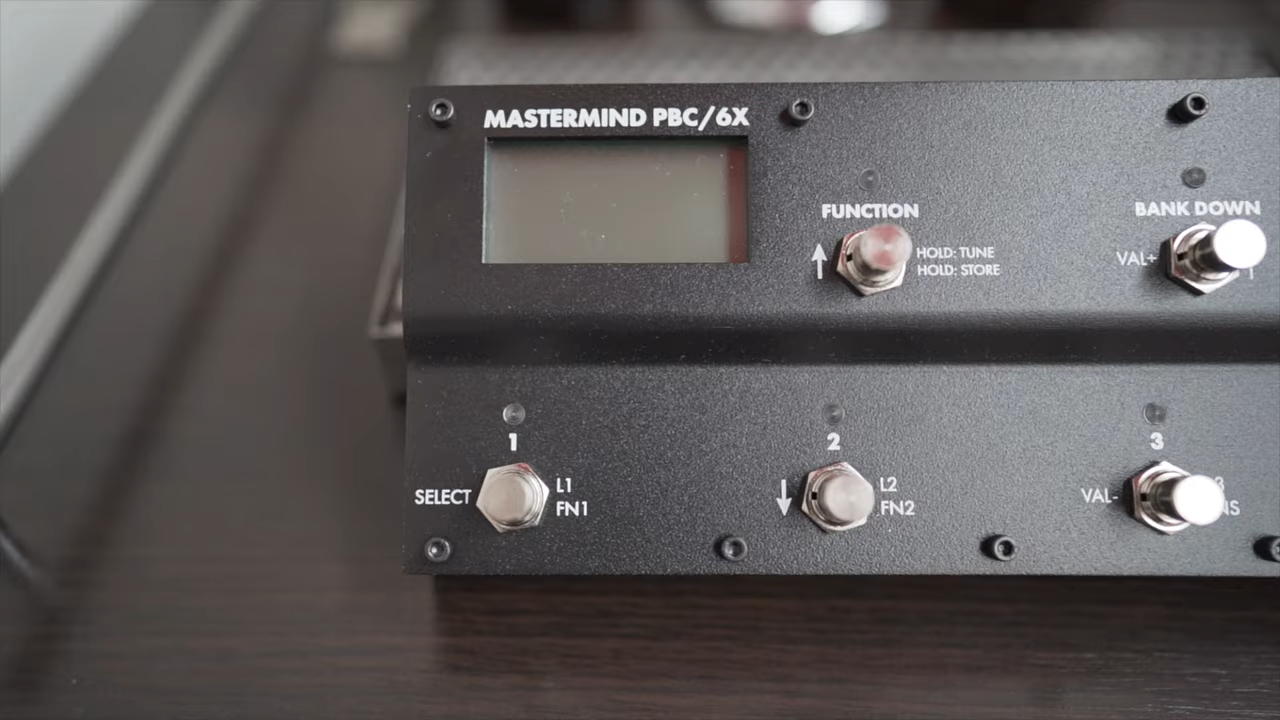 MASTERMIND PBC/6X
FUNCTION
HOLD: TUNE
HOLD: STORE
BANK DOWN
VAL+
1
SELECT
L1
FN1
2
L2
FN2
3
VAL-